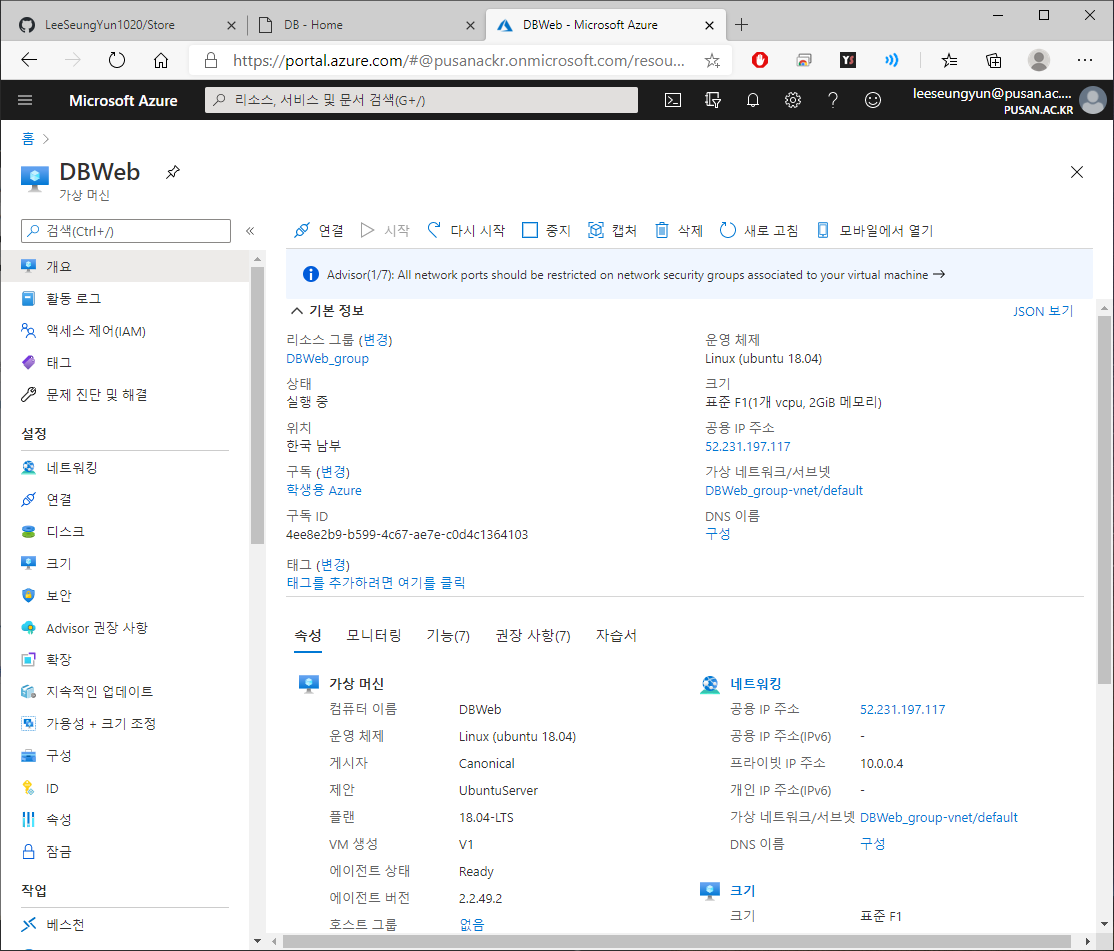 LeeSeungYun1020/Store
DB - Home
DBWeb - Microsoft Azure
https://portal.azure.com/#@pusanackr.onmicrosoft.com/resou...
Microsoft Azure
리소스, 서비스 및 문서 검색(G+/)
leeseungyun@pusan.ac....
PUSAN.AC.KR
홈
DBWeb
가상 머신
검색(Ctrl+/)
개요
활동 로그
액세스 제어(IAM)
태그
문제 진단 및 해결
설정
네트워킹
연결
디스크
크기
보안
Advisor 권장 사항
확장
지속적인 업데이트
가용성 + 크기 조정
구성
ID
속성
잠금
작업
베스천
연결
시작
다시 시작
중지
캡처
삭제
새로 고침
모바일에서 열기
Advisor(1/7): All network ports should be restricted on network security groups associated to your virtual machine →
기본 정보
JSON 보기
리소스 그룹 (변경)
DBWeb_group
상태
실행 중
위치
한국 남부
구독 (변경)
학생용 Azure
구독 ID
4ee8e2b9-b599-4c67-ae7e-c0d4c1364103
태그 (변경)
태그를 추가하려면 여기를 클릭
운영 체제
Linux (ubuntu 18.04)
크기
표준 F1(1개 vcpu, 2GiB 메모리)
공용 IP 주소
52.231.197.117
가상 네트워크/서브넷
DBWeb_group-vnet/default
DNS 이름
구성
속성
모니터링
기능(7)
권장 사항(7)
자습서
가상 머신
컴퓨터 이름 DBWeb
운영 체제 Linux (ubuntu 18.04)
게시자 Canonical
제안 UbuntuServer
플랜 18.04-LTS
VM 생성 V1
에이전트 상태 Ready
에이전트 버전 2.2.49.2
호스트 그룹 없음
네트워킹
공용 IP 주소 52.231.197.117
공용 IP 주소(IPv6) -
프라이빗 IP 주소 10.0.0.4
개인 IP 주소(IPv6) -
가상 네트워크/서브넷 DBWeb_group-vnet/default
DNS 이름 구성
크기
크기 표준 F1